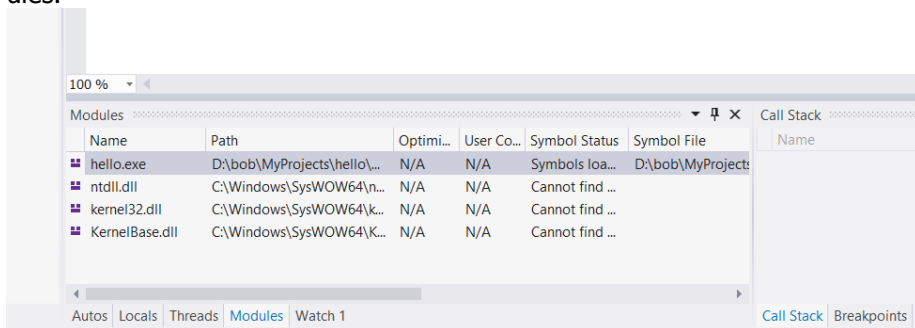 ules.
100 %
Modules
Call Stack
Name Path Optimi... User Co... Symbol Status Symbol File
Name
hello.exe D:\bob\MyProjects\hello\... N/A N/A Symbols loa... D:\bob\MyProjects
ntdll.dll C:\Windows\SysWOW64\n... N/A N/A Cannot find ...
kernel32.dll C:\Windows\SysWOW64\k... N/A N/A Cannot find ...
KernelBase.dll C:\Windows\SysWOW64\K... N/A N/A Cannot find ...
Autos Locals Threads Modules Watch 1
Call Stack Breakpoints